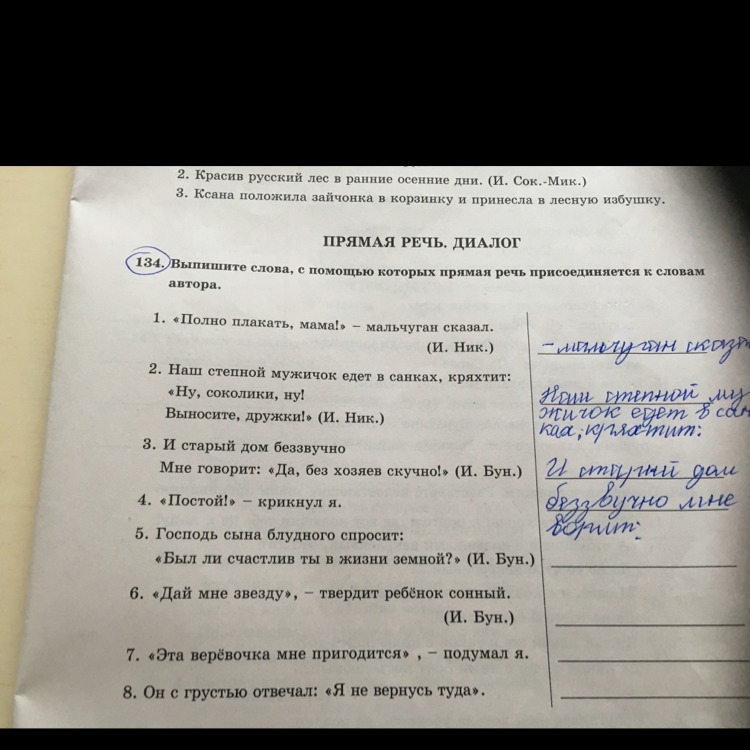 2. Красив русский лес в ранние осенние дни. (И. Сок.-Мик.)
3. Ксана положила зайчонка в корзинку и принесла в лесную избушку.
ПРЯМАЯ РЕЧЬ. ДИАЛОГ
134. Выпишите слова, с помощью которых прямая речь присоединяется к словам
автора.
1. «Полно плакать, мама!» – мальчуган сказал.
(И. Ник.)
– мальчуган сказ
2. Наш степной мужичок едет в санках, кряхтит:
«Ну, соколики, ну!
Выносите, дружки!» (И. Ник.)
Наш степной му
жичок едет в сан
ках, кряхтит:
3. И старый дом беззвучно
Мне говорит: «Да, без хозяев скучно!» (И. Бун.)
И дом
беззвучно мне
4. «Постой!» – крикнул я.
5. Господь сына блудного спросит:
«Был ли счастлив ты в жизни земной?» (И. Бун.)
6. «Дай мне звезду», – твердит ребёнок сонный.
(И. Бун.)
7. «Эта верёвочка мне пригодится» , – подумал я.
8. Он с грустью отвечал: «Я не вернусь туда».